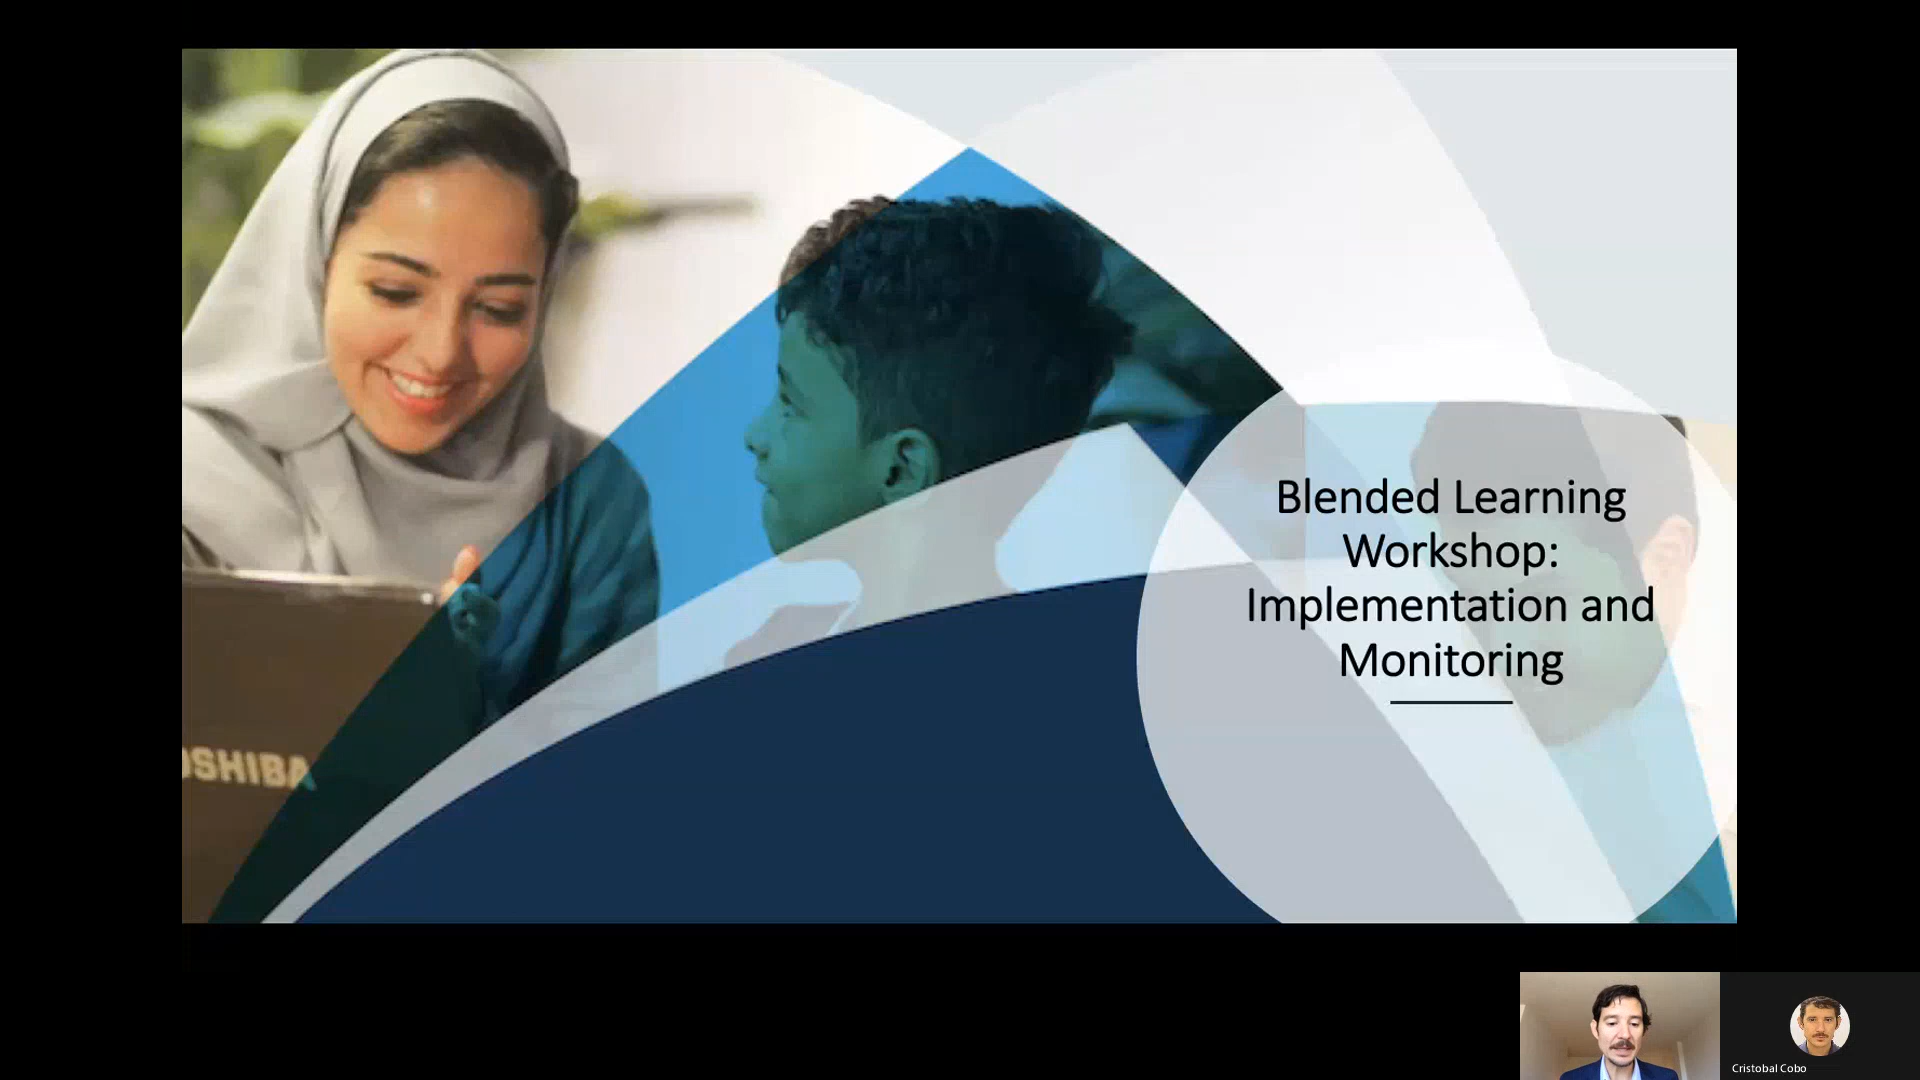 Blended Learning
Workshop:
Implementation and
Monitoring
OSHIBA
Cristobal Cobo